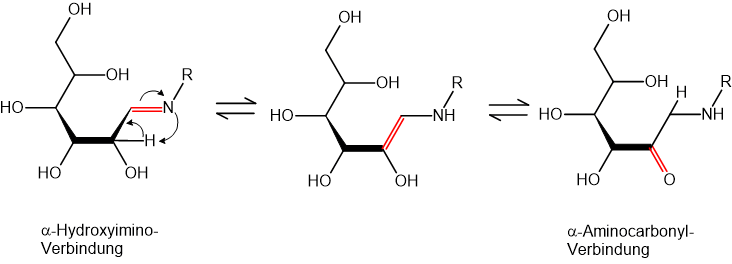 OH
OH
HO
HO
OH
H
N
R
OH
OH
HO
HO
OH
NH
R
OH
OH
HO
HO
O
H
NH
R
α-Hydroxyimino-
Verbindung
α-Aminocarbonyl-
Verbindung